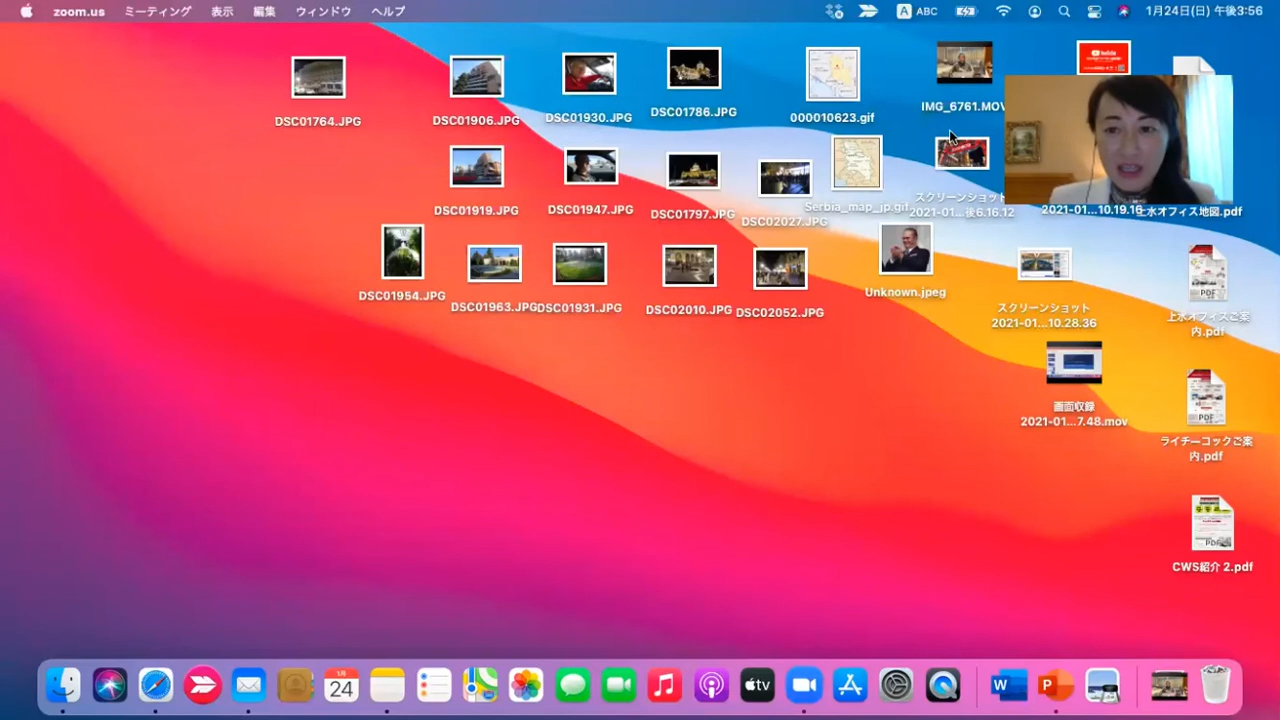 zoom.us ミーティング 表示 編集 ウィンドウ ヘルプ
A ABC
1月24日(日) 午後3:56
DSC01764.JPG
DSC01906.JPG
DSC01930.JPG
DSC01786.JPG
000010623.gif
IMG_6761.MOV
DSC01919.JPG
DSC01947.JPG
DSC01797.JPG
DSC02027.JPG
Serbia_map_jp.gif
スクリーンショット
2021-01...後6.16.12
2021-01...10.19.16
上水オフィス地図.pdf
DSC01954.JPG
DSC01963.JPG
DSC01931.JPG
DSC02010.JPG
DSC02052.JPG
Unknown.jpeg
スクリーンショット
2021-01...10.28.36
PDF
上水オフィスご案
内.pdf
画面収録
2021-01...7.48.mov
PDF
ライチーコックご案
内.pdf
PDF
CWS紹介 2.pdf
1月
24
tv
W
P